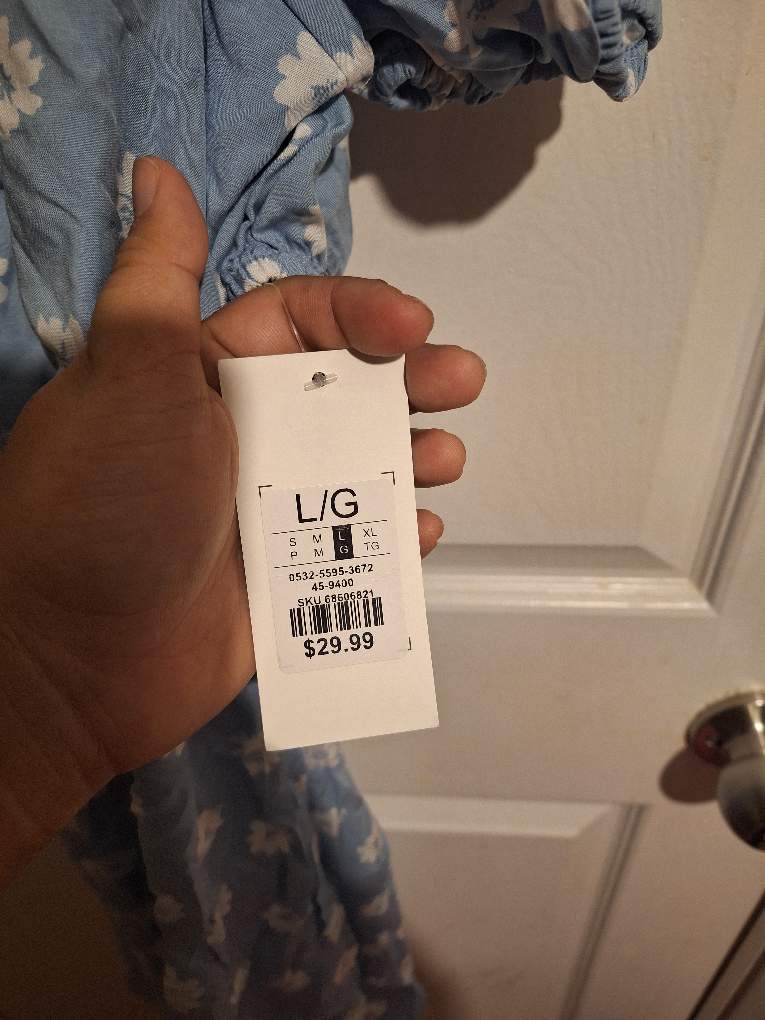 L/G
S M L XL
P M G TG
0532-5595-3672
45-9400
SKU 68606821
$29.99